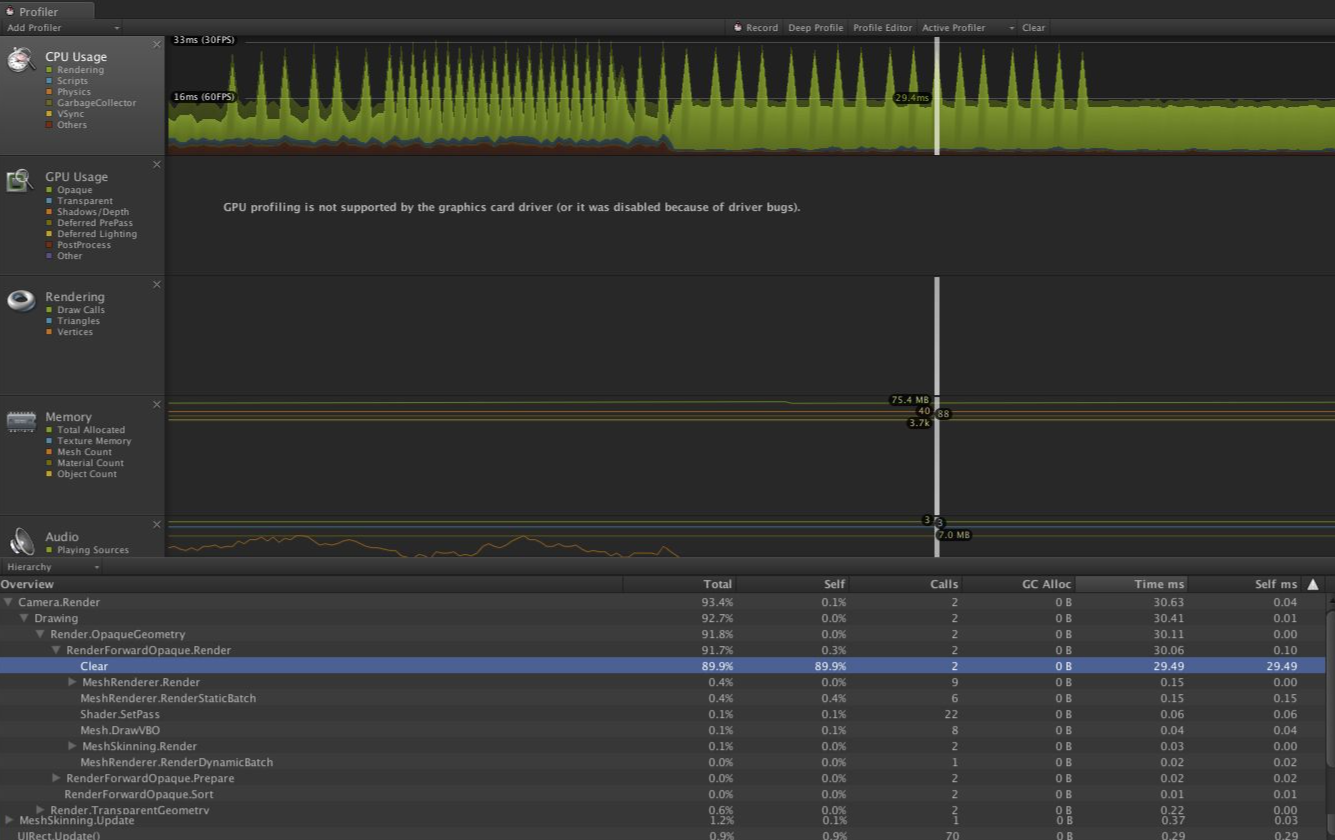 Profiler
Add Profiler Record Deep Profile Profile Editor Active Profiler Clear
CPU Usage
Rendering
Scripts
Physics
GarbageCollector
VSync
Others
33ms (30FPS)
16ms (60FPS)
29.4ms
GPU Usage
Opaque
Transparent
Shadows/Depth
Deferred PrePass
Deferred Lighting
PostProcess
Other
GPU profiling is not supported by the graphics card driver (or it was disabled because of driver bugs).
Rendering
Draw Calls
Triangles
Vertices
Memory
Total Allocated
Texture Memory
Mesh Count
Material Count
Object Count
75.4 MB
40
88
3.7k
Audio
Playing Sources
3
3
7.0 MB
Hierarchy
Overview Total Self Calls GC Alloc Time ms Self ms
Camera.Render 93.4% 0.1% 2 0 B 30.63 0.04
Drawing 92.7% 0.0% 2 0 B 30.41 0.01
Render.OpaqueGeometry 91.8% 0.0% 2 0 B 30.11 0.00
RenderForwardOpaque.Render 91.7% 0.3% 2 0 B 30.06 0.10
Clear 89.9% 89.9% 2 0 B 29.49 29.49
MeshRenderer.Render 0.4% 0.0% 9 0 B 0.15 0.00
MeshRenderer.RenderStaticBatch 0.4% 0.4% 6 0 B 0.15 0.15
Shader.SetPass 0.1% 0.1% 22 0 B 0.06 0.06
Mesh.DrawVBO 0.1% 0.1% 8 0 B 0.04 0.04
MeshSkinning.Render 0.1% 0.0% 2 0 B 0.03 0.00
MeshRenderer.RenderDynamicBatch 0.0% 0.0% 1 0 B 0.02 0.02
RenderForwardOpaque.Prepare 0.0% 0.0% 2 0 B 0.02 0.02
RenderForwardOpaque.Sort 0.0% 0.0% 2 0 B 0.01 0.01
Render.TransparentGeometry 0.6% 0.0% 2 0 B 0.22 0.00
MeshSkinning.Update 1.2% 0.1% 1 0 B 0.37 0.03
UIRect.Update() 0.9% 0.9% 70 0 B 0.29 0.29